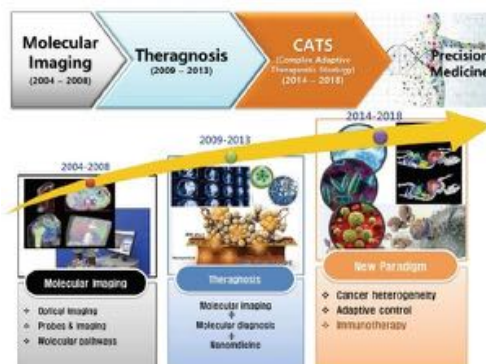 Molecular
Imaging
(2004 – 2008)
Theragnosis
(2009 – 2013)
CATS
(Complex Adaptive
Therapeutic Strategy)
(2014 – 2018)
Precision
Medicine
2004-2008
2009-2013
2014-2018
Molecular Imaging
❖ Optical Imaging
❖ Probes & Imaging
❖ Molecular pathways
Theragnosis
Molecular Imaging
+
Molecular diagnosis
+
Nanomdicine
New Paradigm
❖ Cancer heterogeneity
❖ Adaptive control
❖ Immunotherapy